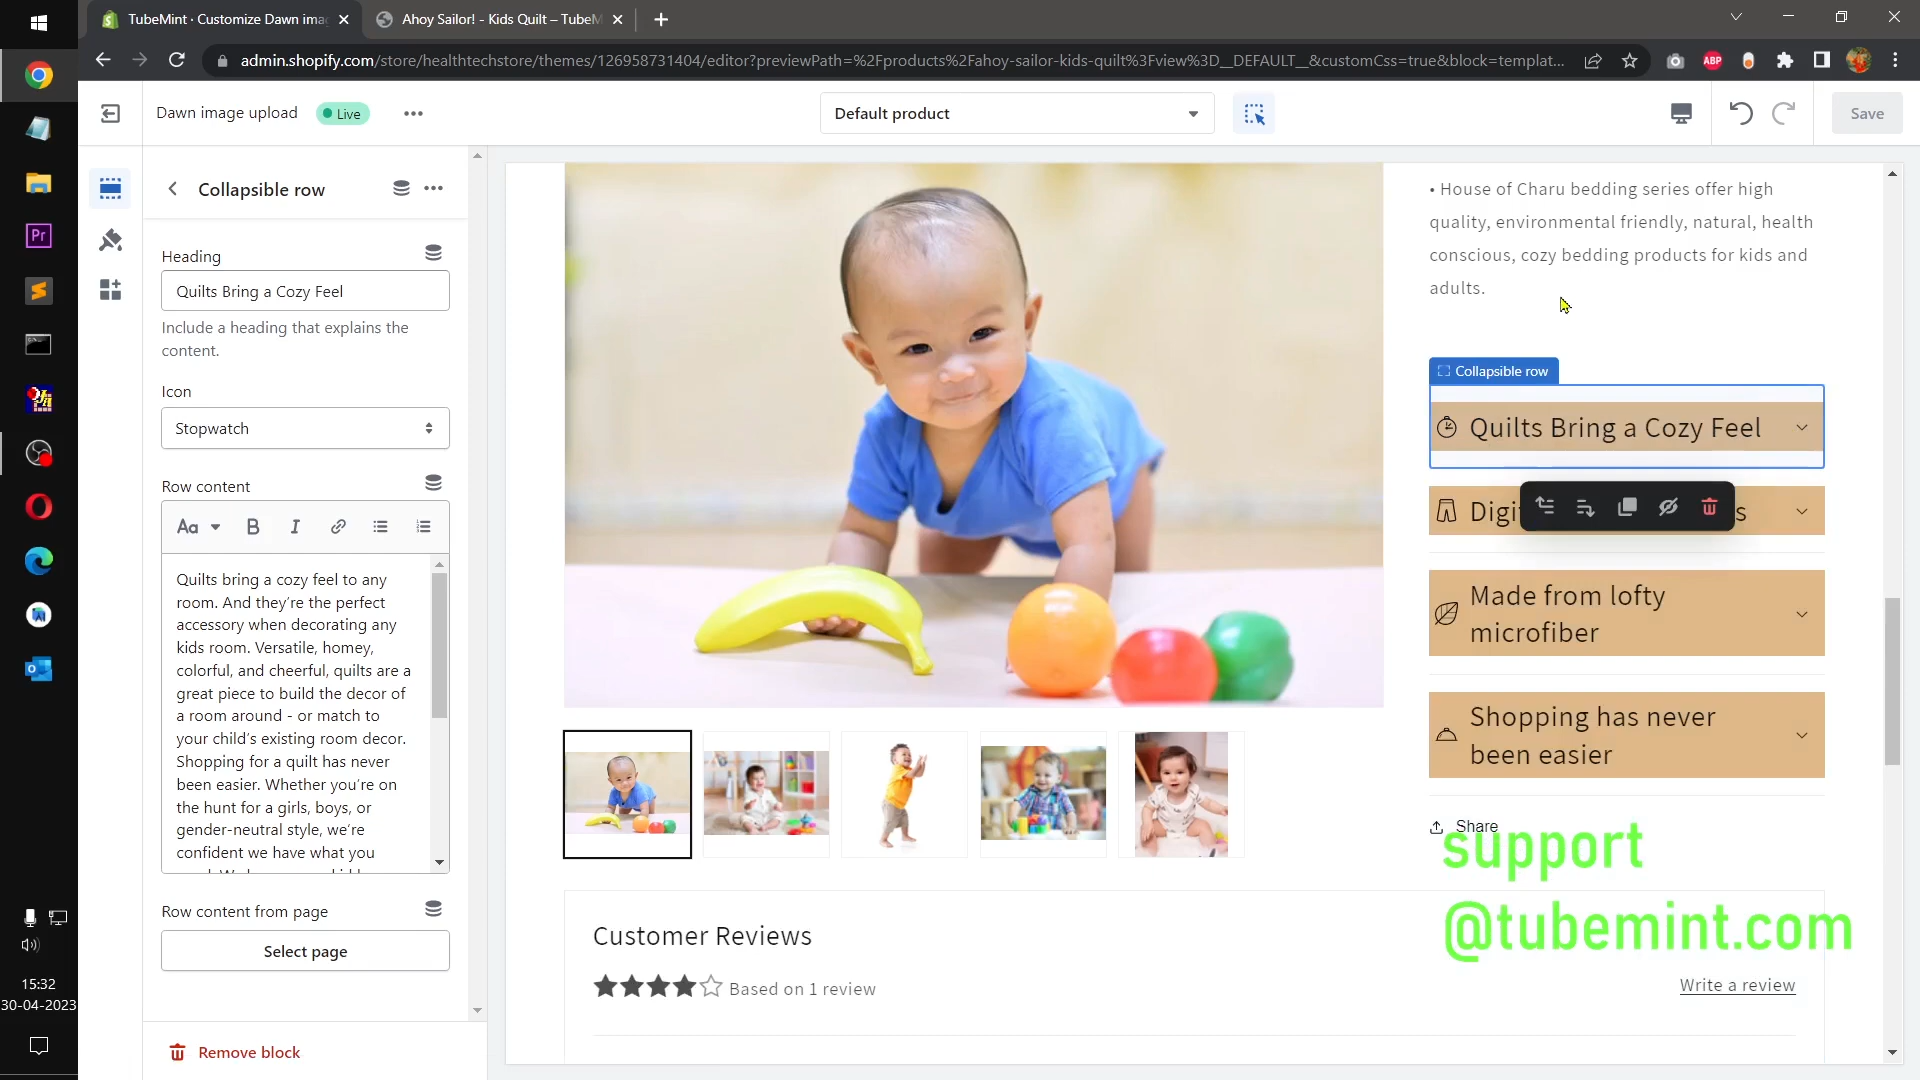 TubeMint · Customize Dawn ima
Ahoy Sailor! - Kids Quilt – TubeM
admin.shopify.com/store/healthtechstore/themes/126958731404/editor?previewPath=%2Fproducts%2Fahoy-sailor-kids-quilt%3Fview%3D__DEFAULT__&customCss=true&block=templat...
ABP
Pr
Dawn image upload
Live
Default product
Save
Collapsible row
Heading
Quilts Bring a Cozy Feel
Include a heading that explains the
content.
Icon
Stopwatch
Row content
Aa
B
I
Quilts bring a cozy feel to any
room. And they're the perfect
accessory when decorating any
kids room. Versatile, homey,
colorful, and cheerful, quilts are a
great piece to build the decor of
a room around - or match to
your child's existing room decor.
Shopping for a quilt has never
been easier. Whether you're on
the hunt for a girls, boys, or
gender-neutral style, we're
confident we have what you
Row content from page
Select page
Remove block
• House of Charu bedding series offer high
quality, environmental friendly, natural, health
conscious, cozy bedding products for kids and
adults.
Collapsible row
Quilts Bring a Cozy Feel
Digi s
Made from lofty
microfiber
Shopping has never
been easier
Share
support
@tubemint.com
Customer Reviews
Based on 1 review
Write a review
15:32
30-04-2023